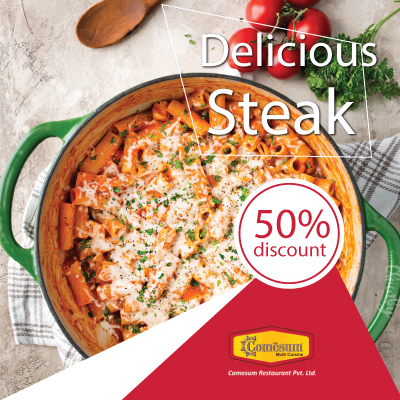 Delicious
Steak
50%
discount
Comesum
Multi Cuisine
Comesum Restaurant Pvt. Ltd.